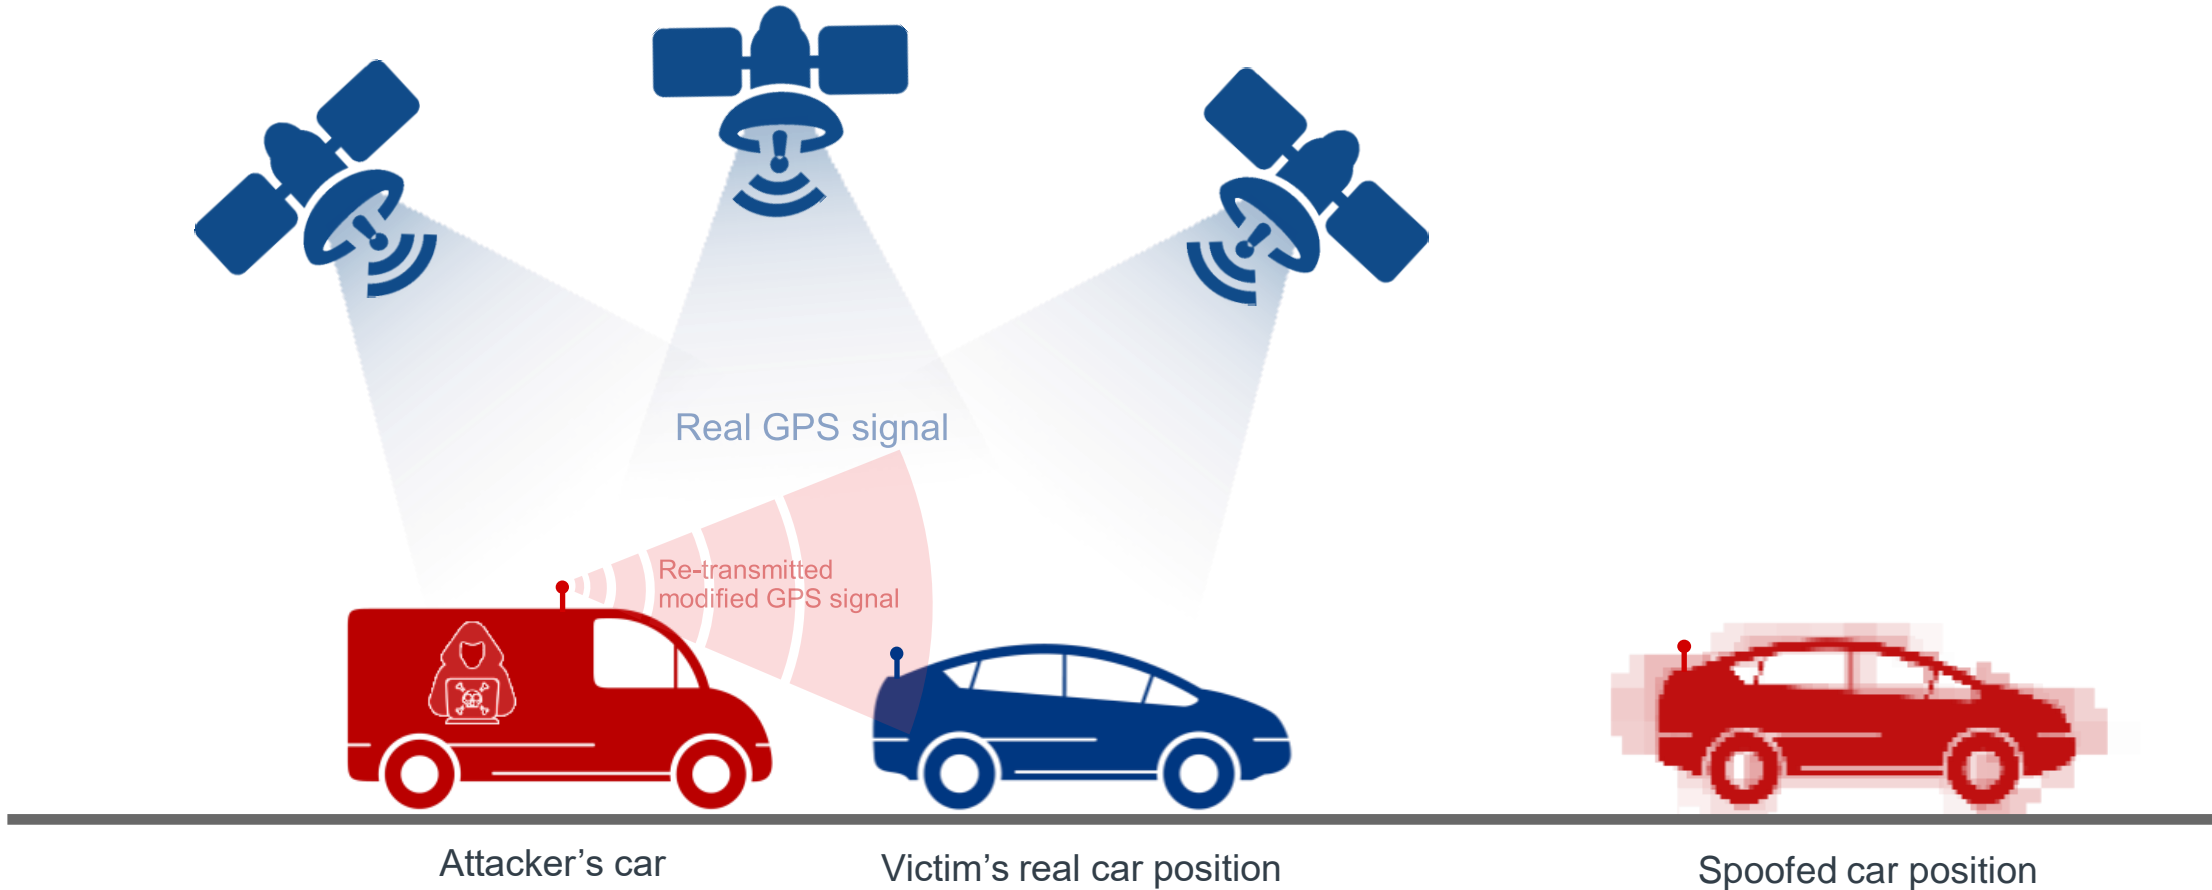 Real GPS signal
Re-transmitted
modified GPS signal
Attacker’s car
Victim’s real car position
Spoofed car position